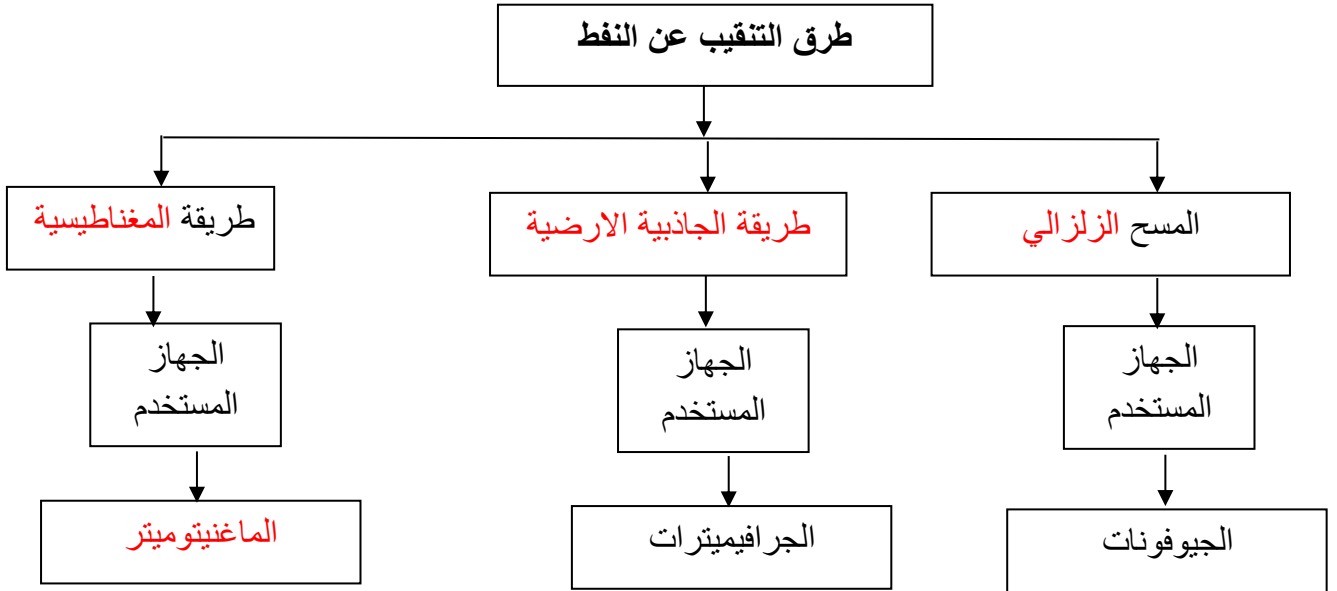 طرق التنقيب عن النفط
المسح الزلزالي
طريقة الجاذبية الارضية
طريقة المغناطيسية
الجهاز
المستخدم
الجهاز
المستخدم
الجهاز
المستخدم
الجيوفونات
الجرافيميترات
الماغنيتوميتر